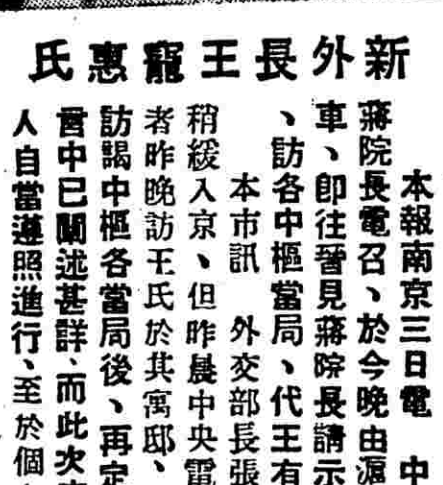 新外長王寵惠氏
本報南京三日電　中
蔣院長電召、於今晚由滬
車、卽往晉見蔣院長請示
、訪各中樞當局、代王有
本市訊　外交部長張
稍緩入京、但昨晨中央電
者昨晚訪王氏於其寓邸、
訪謁中樞各當局後、再定
言中已闡述甚詳、而此次
人自當遵照進行、至於個